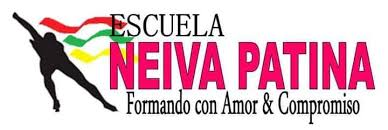 ESCUELA
NEIVA PATINA
Formando con Amor & Compromiso